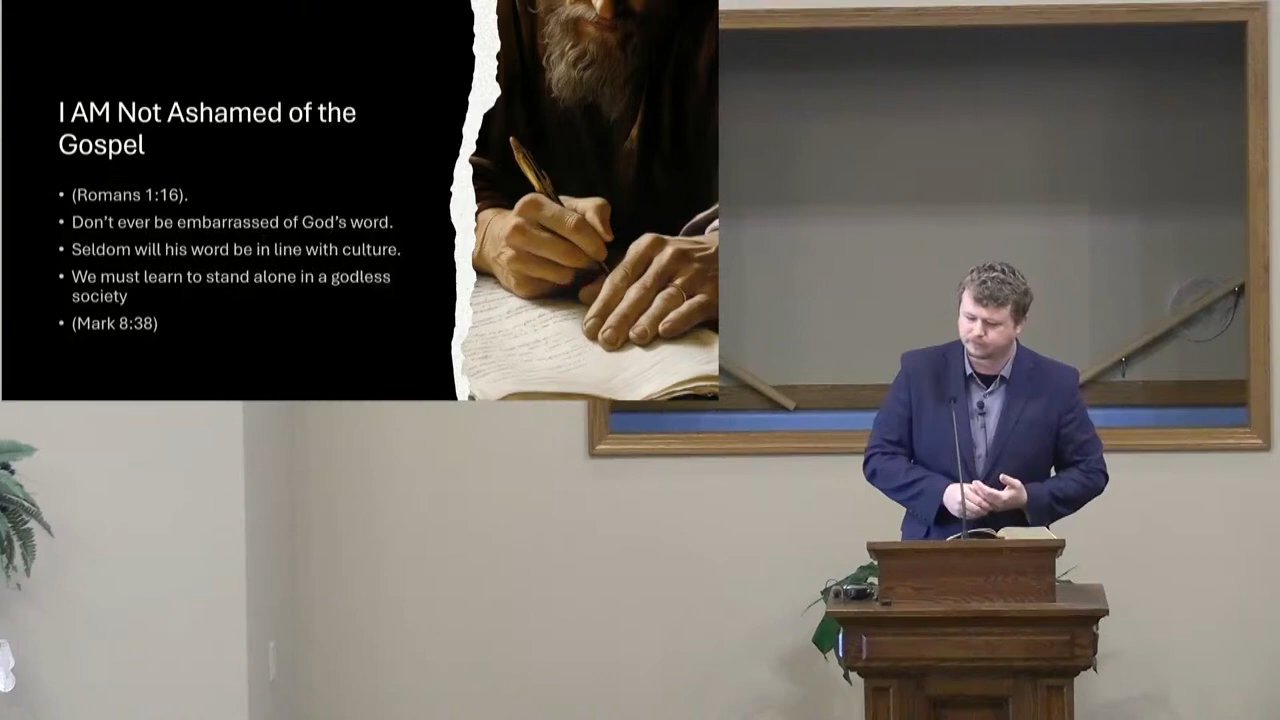 I AM Not Ashamed of the
Gospel
• (Romans 1:16).
• Don't ever be embarrassed of God's word.
• Seldom will his word be in line with culture.
• We must learn to stand alone in a godless
society
• (Mark 8:38)